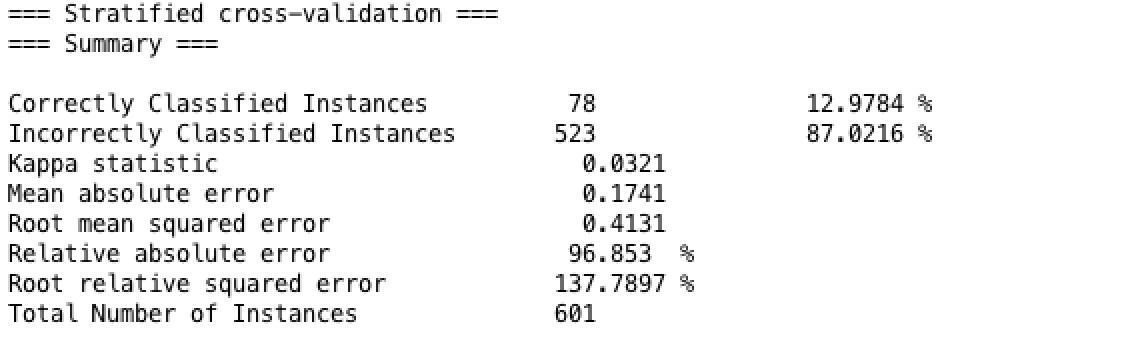 === Stratified cross-validation ===
=== Summary ===
Correctly Classified Instances 78 12.9784 %
Incorrectly Classified Instances 523 87.0216 %
Kappa statistic 0.0321
Mean absolute error 0.1741
Root mean squared error 0.4131
Relative absolute error 96.853 %
Root relative squared error 137.7897 %
Total Number of Instances 601